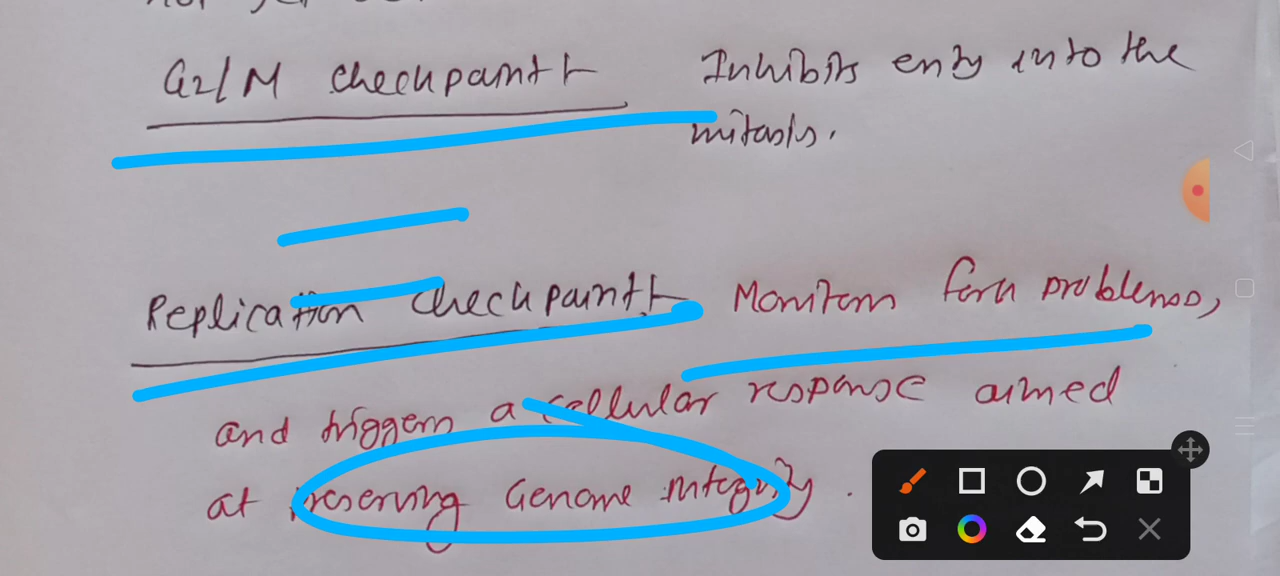 G2/M Checkpoint Inhibits entry into the
mitosis.
Replication Checkpoint Monitors for problems,
and triggers a cellular response aimed
at preserving Genome integrity.